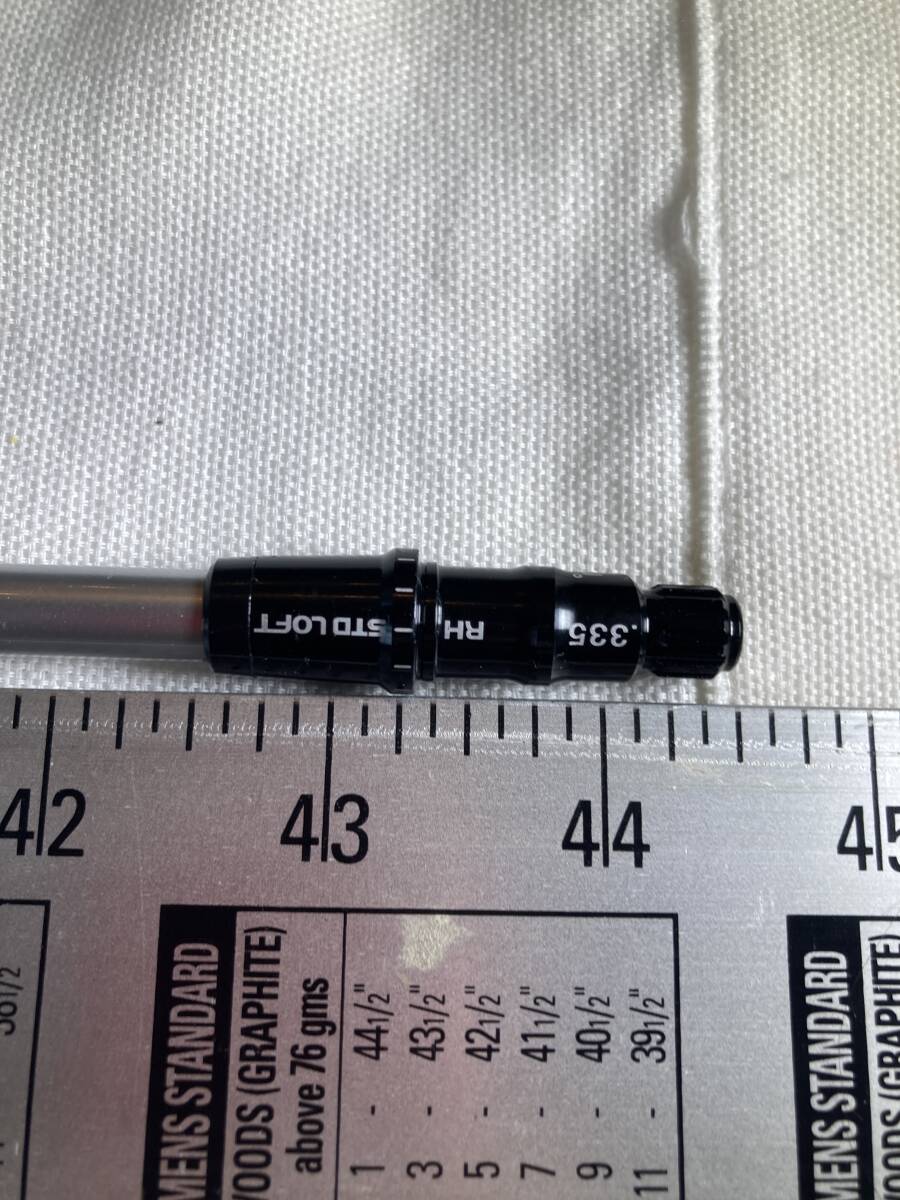 STD LOFT
RH
.335
42
43
44
45
MENS STANDARD
WOODS (GRAPHITE)
above 76 gms
1 - 44 1/2"
3 - 43 1/2"
5 - 42 1/2"
7 - 41 1/2"
9 - 40 1/2"
11 - 39 1/2"
MENS STANDARD
(GRAPHITE)